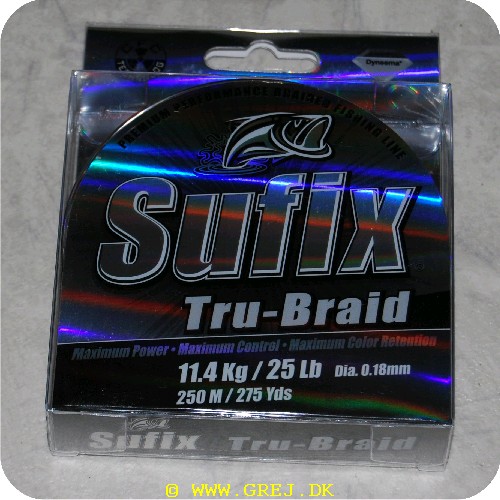 Dyneema
PREMIUM PERFORMANCE BRAIDED FISHING LINE
Sufix
Tru-Braid
Maximum Power • Maximum Control • Maximum Color Retention
11.4 Kg / 25 Lb Dia. 0.18mm
250 M / 275 Yds
Sufix Tru-Braid
© WWW.GREJ.DK